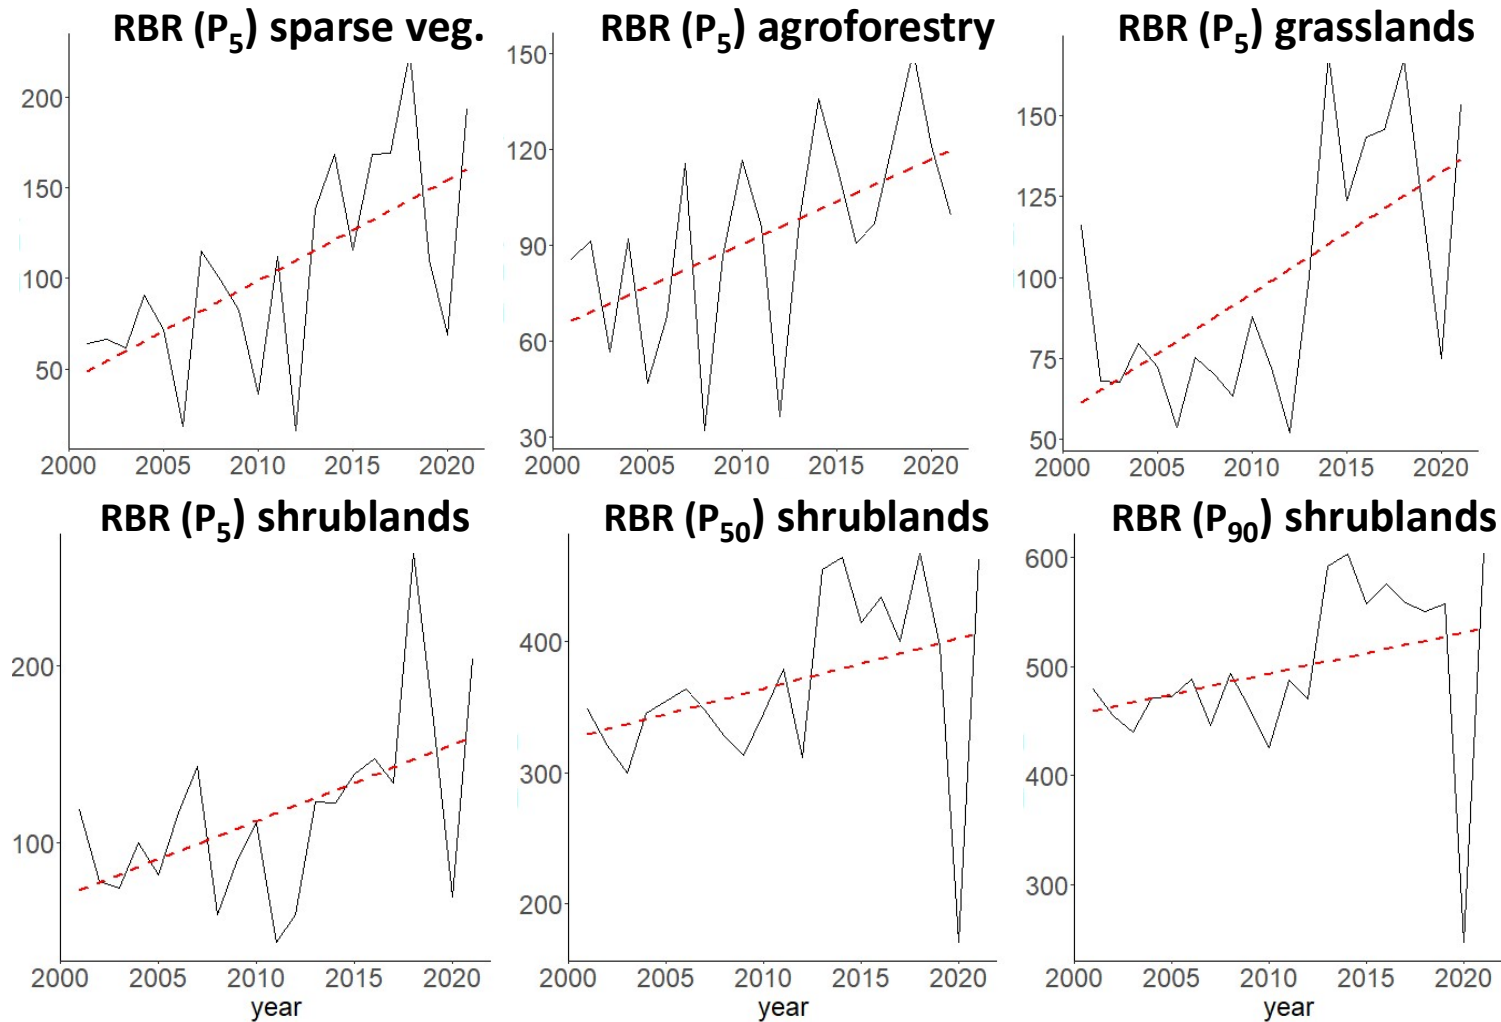 RBR (P5) sparse veg.
RBR (P5) agroforestry
RBR (P5) grasslands
200
150
100
50
2000 2005 2010 2015 2020
150
120
90
60
30
2000 2005 2010 2015 2020
150
125
100
75
50
2000 2005 2010 2015 2020
RBR (P5) shrublands
RBR (P50) shrublands
RBR (P90) shrublands
200
100
2000 2005 2010 2015 2020
year
400
300
200
2000 2005 2010 2015 2020
year
600
500
400
300
2000 2005 2010 2015 2020
year